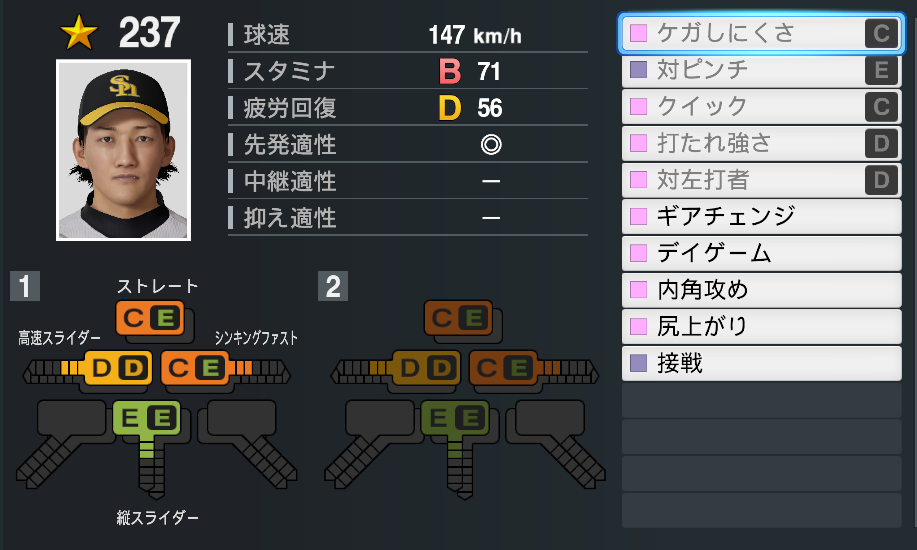 237
球速 147 km/h
スタミナ B 71
疲労回復 D 56
先発適性 ◎
中継適性 ー
抑え適性 ー
ケガしにくさ C
対ピンチ E
クイック C
打たれ強さ D
対左打者 D
ギアチェンジ
デイゲーム
内角攻め
尻上がり
接戦
SH
1
ストレート
C E
高速スライダー
D D
シンキングファスト
C E
E E
縦スライダー
2
C E
D D
C E
E E